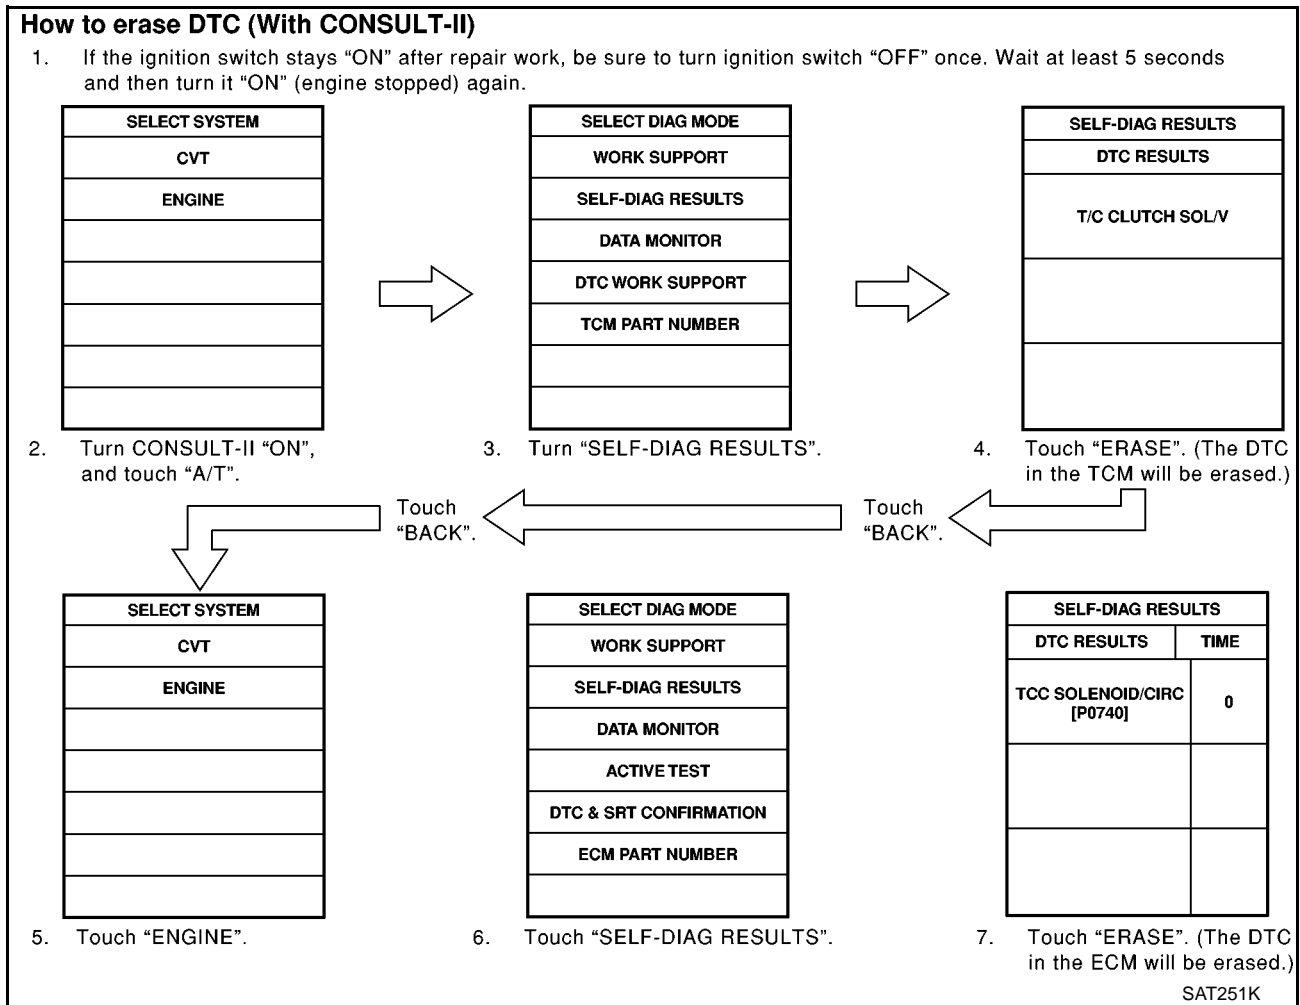 How to erase DTC (With CONSULT-II)
1. If the ignition switch stays “ON” after repair work, be sure to turn ignition switch “OFF” once. Wait at least 5 seconds
and then turn it “ON” (engine stopped) again.
SELECT SYSTEM
CVT
ENGINE
SELECT DIAG MODE
WORK SUPPORT
SELF-DIAG RESULTS
DATA MONITOR
DTC WORK SUPPORT
TCM PART NUMBER
SELF-DIAG RESULTS
DTC RESULTS
T/C CLUTCH SOL/V
2. Turn CONSULT-II “ON”,
and touch “A/T”.
3. Turn “SELF-DIAG RESULTS”.
4. Touch “ERASE”. (The DTC
in the TCM will be erased.)
Touch
“BACK”.
Touch
“BACK”.
SELECT SYSTEM
CVT
ENGINE
SELECT DIAG MODE
WORK SUPPORT
SELF-DIAG RESULTS
DATA MONITOR
ACTIVE TEST
DTC & SRT CONFIRMATION
ECM PART NUMBER
SELF-DIAG RESULTS
DTC RESULTS TIME
TCC SOLENOID/CIRC
[P0740]
0
5. Touch “ENGINE”.
6. Touch “SELF-DIAG RESULTS”.
7. Touch “ERASE”. (The DTC
in the ECM will be erased.)
SAT251K